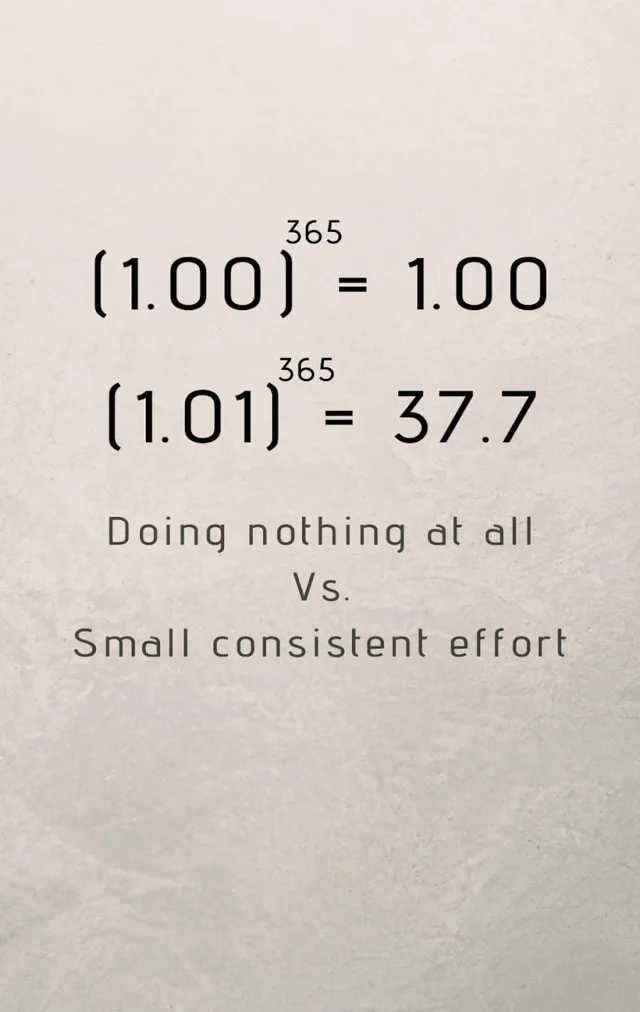 (1.00)³⁶⁵ = 1.00
(1.01)³⁶⁵ = 37.7
Doing nothing at all
Vs.
Small consistent effort